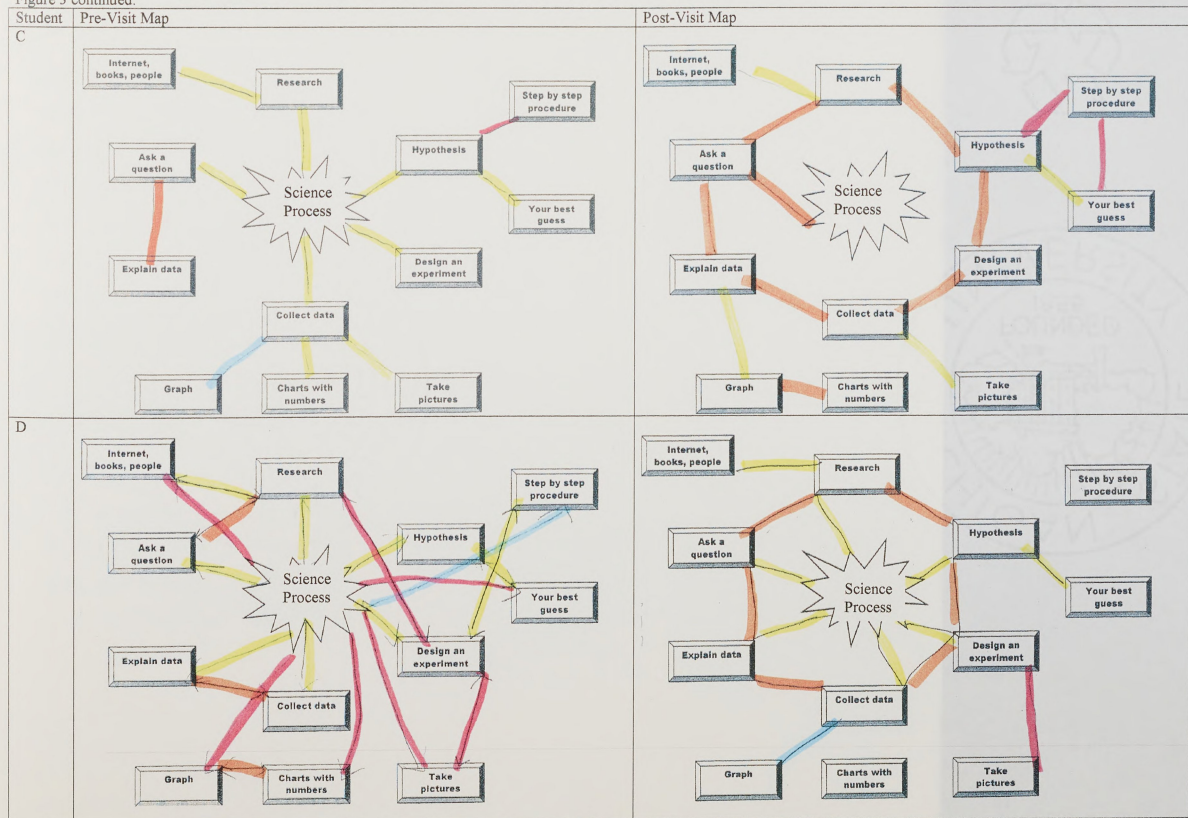 Figure 3 continued.
Student
Pre-Visit Map
Post-Visit Map
C
Internet,
books, people
Research
Step by step
procedure
Ask a
question
Hypothesis
Science
Process
Your best
guess
Explain data
Design an
experiment
Collect data
Graph
Charts with
numbers
Take
pictures
Internet,
books, people
Research
Step by step
procedure
Ask a
question
Hypothesis
Science
Process
Your best
guess
Explain data
Design an
experiment
Collect data
Graph
Charts with
numbers
Take
pictures
D
Internet,
books, people
Research
Step by step
procedure
Ask a
question
Hypothesis
Science
Process
Your best
guess
Explain data
Design an
experiment
Collect data
Graph
Charts with
numbers
Take
pictures
Internet,
books, people
Research
Step by step
procedure
Ask a
question
Hypothesis
Science
Process
Your best
guess
Explain data
Design an
experiment
Collect data
Graph
Charts with
numbers
Take
pictures